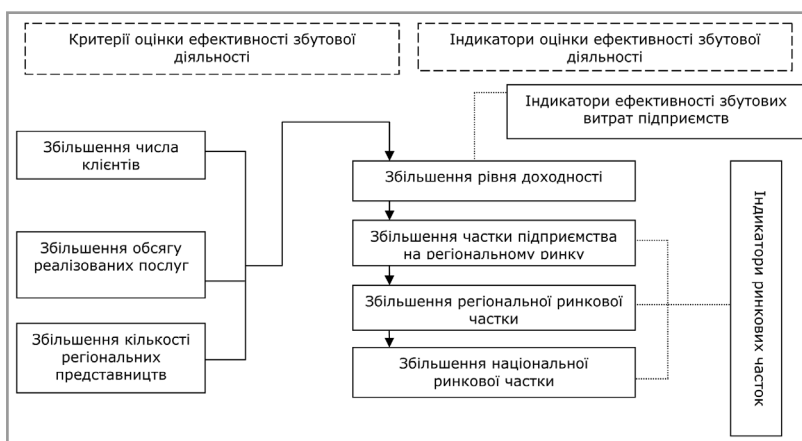 Критерії оцінки ефективності збутової
діяльності
Індикатори оцінки ефективності збутової
діяльності
Індикатори ефективності збутових
витрат підприємств
Збільшення числа
клієнтів
Збільшення рівня доходності
Збільшення обсягу
реалізованих послуг
Збільшення частки підприємства
на регіональному ринку
Збільшення регіональної ринкової
частки
Збільшення кількості
регіональних
представництв
Збільшення національної
ринкової частки
Індикатори ринкових часток